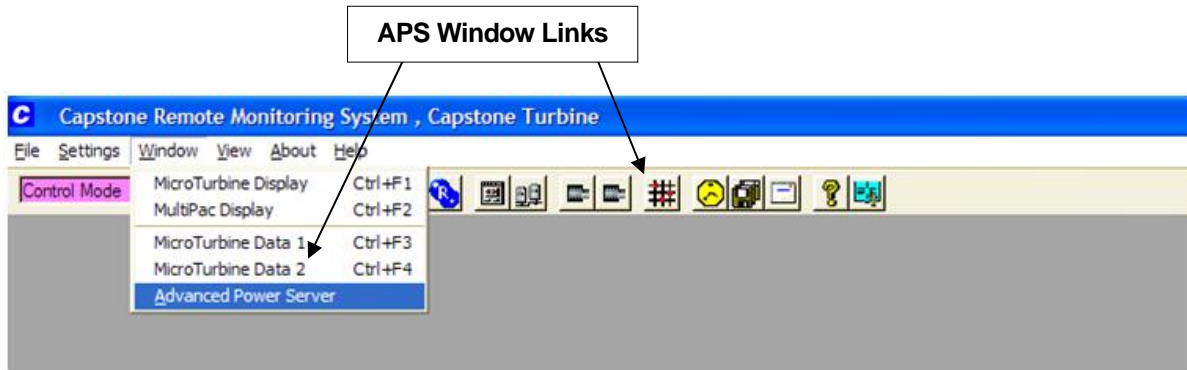 APS Window Links
C Capstone Remote Monitoring System , Capstone Turbine
File Settings Window View About Help
Control Mode
MicroTurbine Display Ctrl+F1
MultiPac Display Ctrl+F2
MicroTurbine Data 1 Ctrl+F3
MicroTurbine Data 2 Ctrl+F4
Advanced Power Server